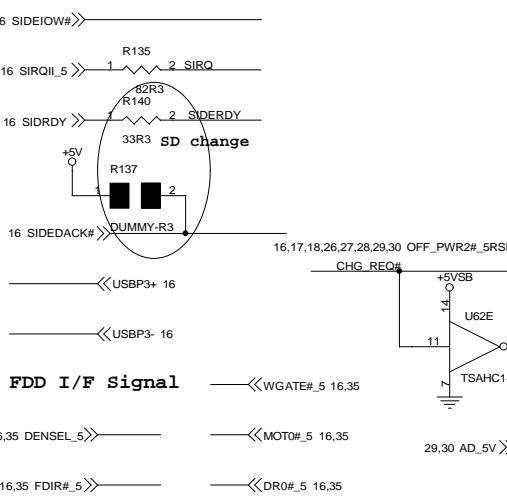 6 SIDEIOW#
R135
16 SIRQII_5 1 2 SIRQ
82R3
R140
16 SIDRDY 1 2 SIDERDY
33R3 SD change
+5V
R137
1 2
16 SIDEDACK# DUMMY-R3
16,17,18,26,27,28,29,30 OFF_PWR2#_5RS
CHG_REQ#
+5VSB
USBP3+ 16
14
U62E
USBP3- 16
11
7
TSAHC1
FDD I/F Signal
WGATE#_5 16,35
6,35 DENSEL_5
MOT0#_5 16,35
29,30 AD_5V
16,35 FDIR#_5
DR0#_5 16,35